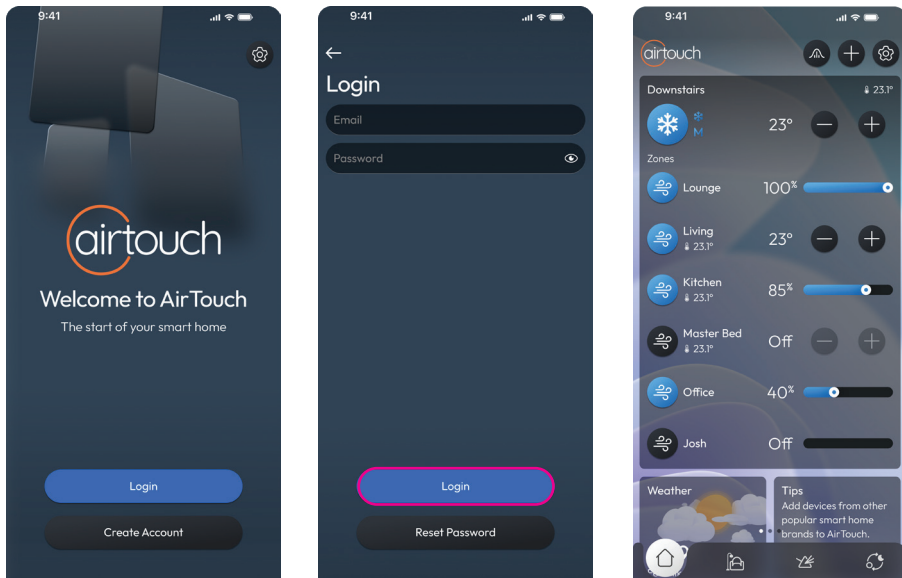 9:41
airtouch
Welcome to AirTouch
The start of your smart home
Login
Create Account
9:41
Login
Email
Password
Login
Reset Password
9:41
airtouch
Downstairs 23.1°
M 23°
Zones
Lounge 100%
Living 23°
23.1°
Kitchen 85%
23.1°
Master Bed Off
23.1°
Office 40%
Josh Off
Weather
Tips
Add devices from other
popular smart home
brands to AirTouch.